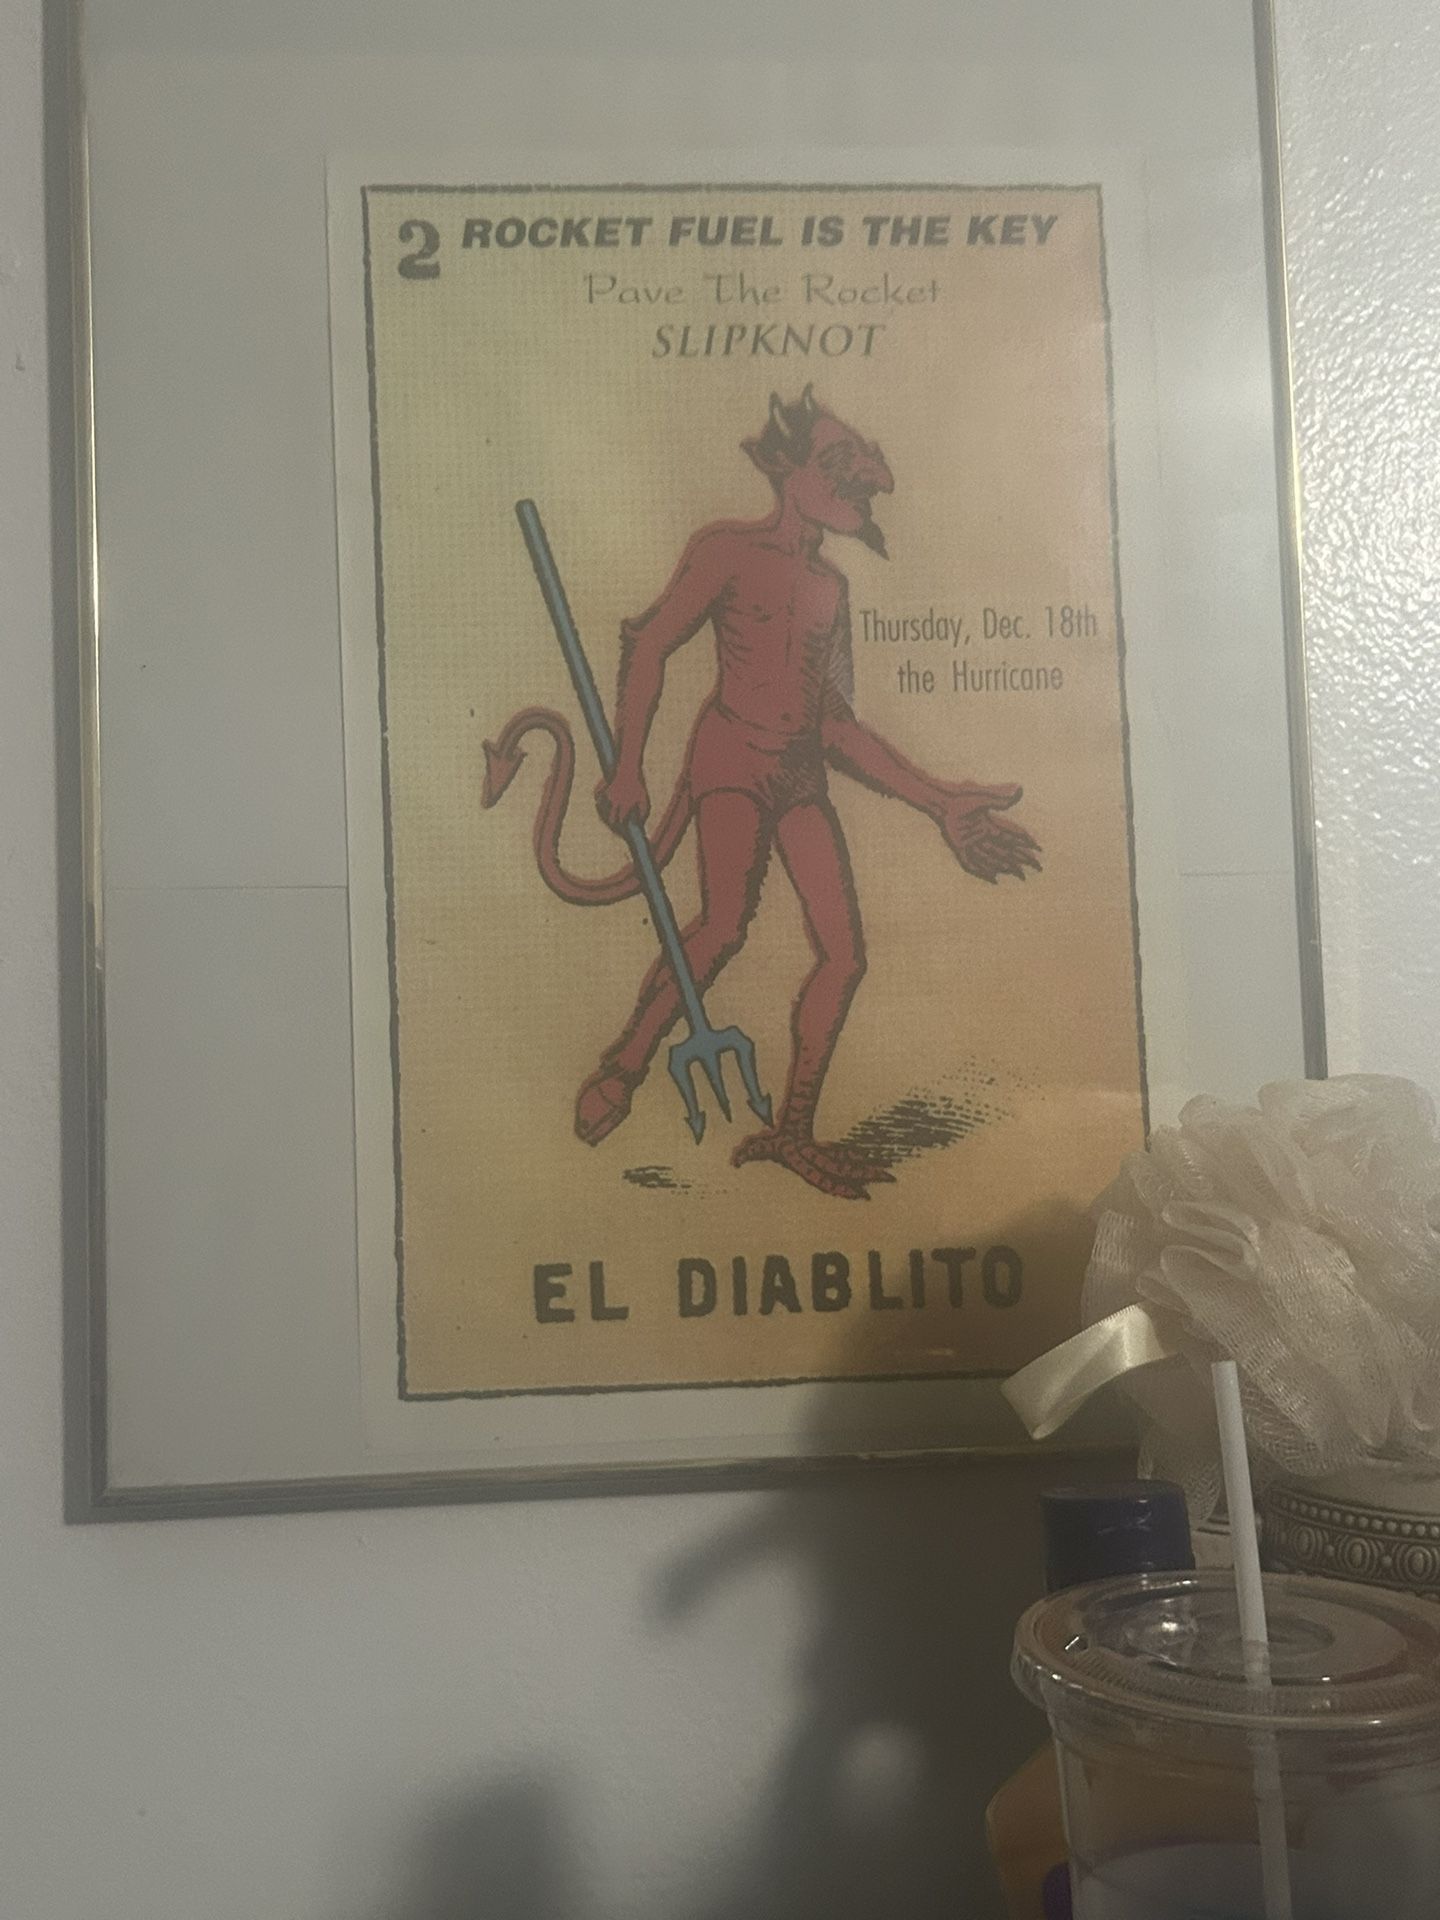 2 ROCKET FUEL IS THE KEY
Pave The Rocket
SLIPKNOT
Thursday, Dec. 18th
the Hurricane
EL DIABLITO